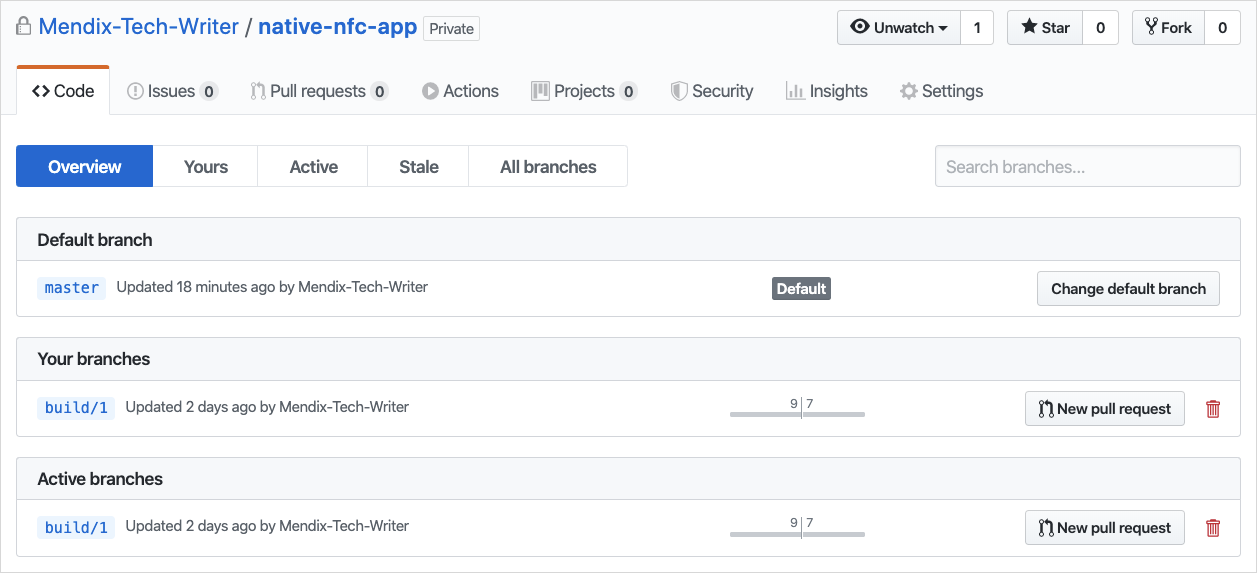 Mendix-Tech-Writer / native-nfc-app Private Unwatch 1 Star 0 Fork 0
Code Issues 0 Pull requests 0 Actions Projects 0 Security Insights Settings
Overview Yours Active Stale All branches Search branches...
Default branch
master Updated 18 minutes ago by Mendix-Tech-Writer Default Change default branch
Your branches
build/1 Updated 2 days ago by Mendix-Tech-Writer 9 | 7 New pull request
Active branches
build/1 Updated 2 days ago by Mendix-Tech-Writer 9 | 7 New pull request